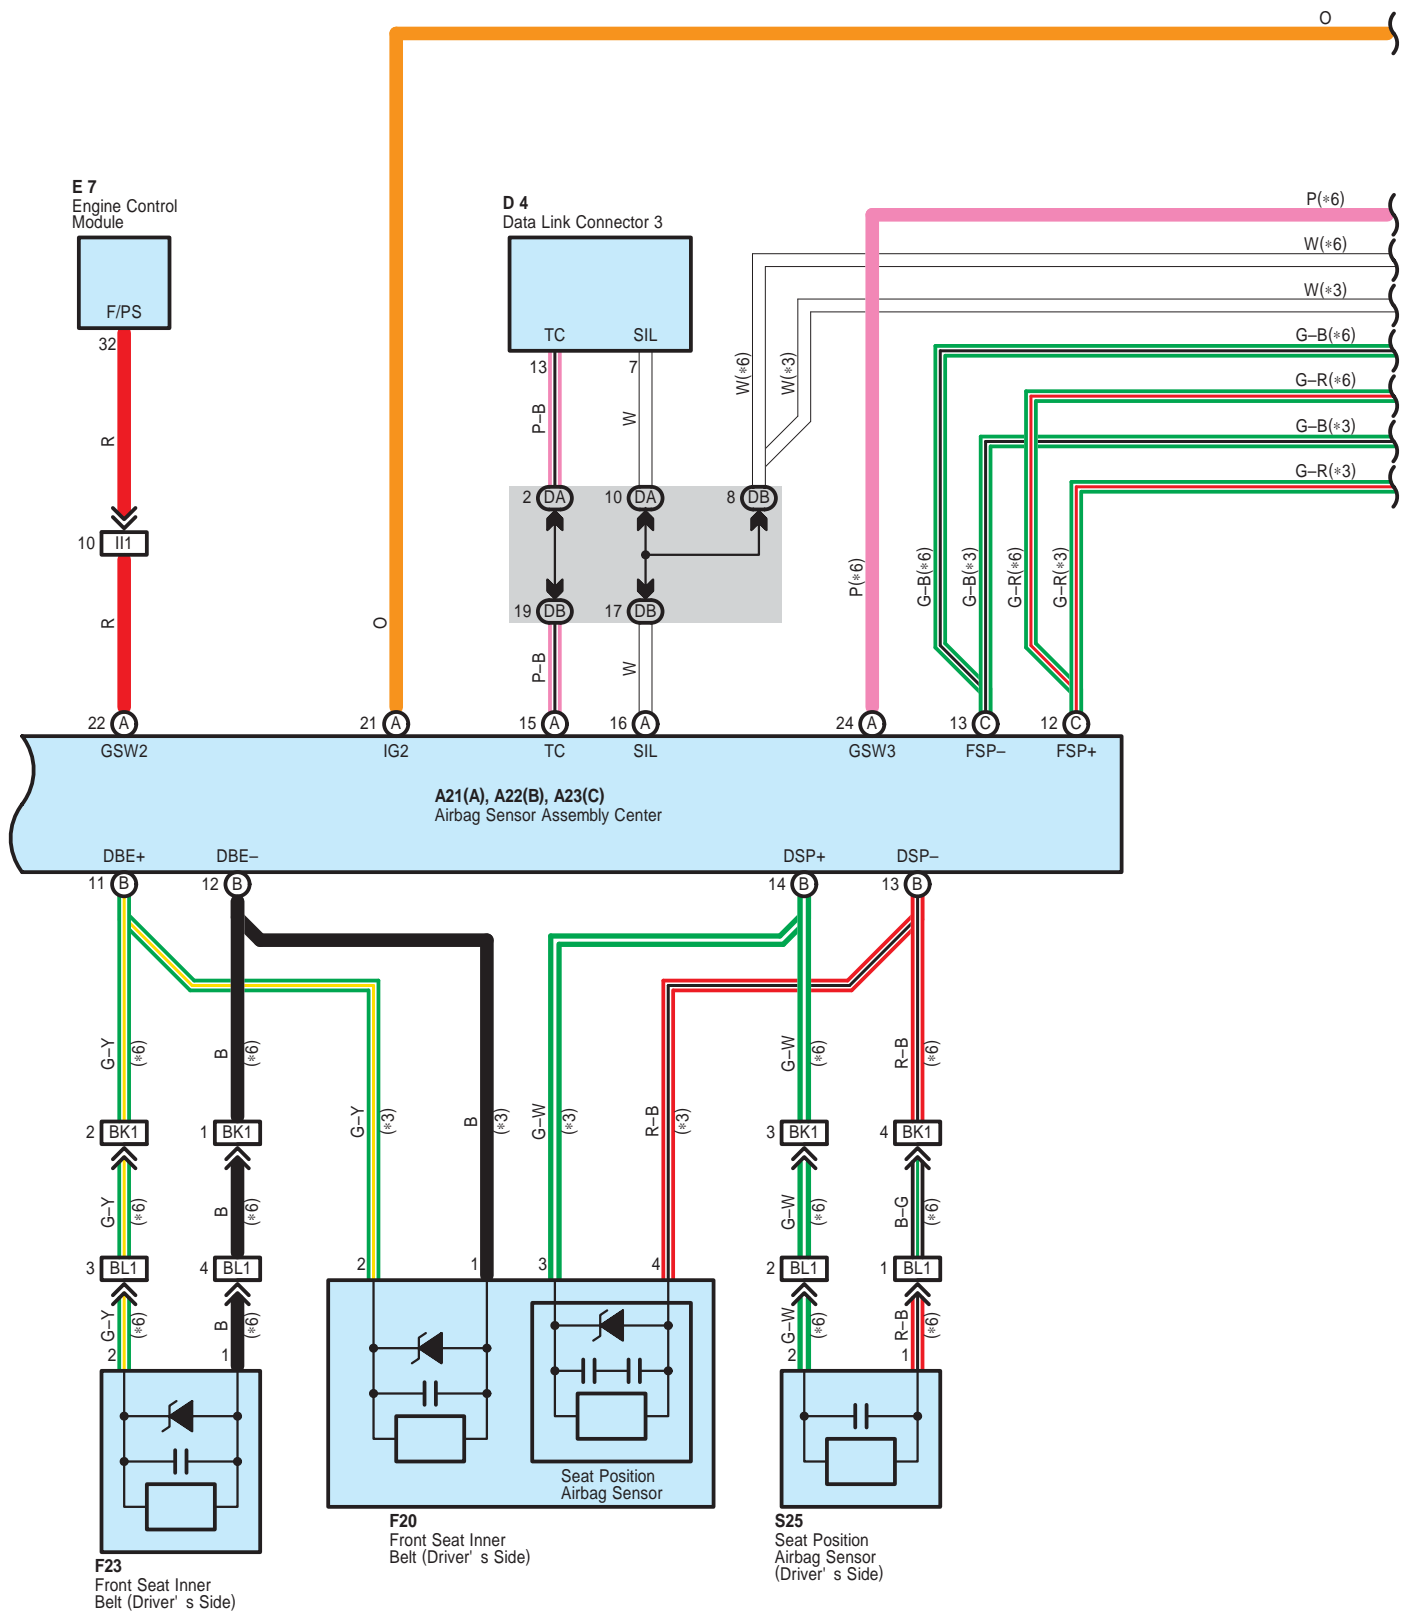 O
E 7
Engine Control
Module
F/PS
32
R
10 II1
R
22 A
GSW2
O
21 A
IG2
D 4
Data Link Connector 3
TC SIL
13 7
P–B W
2 DA 10 DA 8 DB
19 DB 17 DB
P–B W
15 A 16 A
TC SIL
W(*6) W(*3)
P(*6)
W(*6)
W(*3)
G–B(*6)
G–R(*6)
G–B(*3)
G–R(*3)
P(*6) G–B(*6) G–B(*3) G–R(*6) G–R(*3)
24 A 13 C 12 C
GSW3 FSP– FSP+
A21(A), A22(B), A23(C)
Airbag Sensor Assembly Center
DBE+ DBE– DSP+ DSP–
11 B 12 B 14 B 13 B
G–Y (*6) B (*6) G–W (*6) R–B (*6)
G–Y (*3) B (*3) G–W (*3) R–B (*3)
2 BK1 1 BK1 3 BK1 4 BK1
G–Y (*6) B (*6) G–W (*6) B–G (*6)
3 BL1 4 BL1 2 1 3 4 2 BL1 1 BL1
G–Y (*6) B (*6) G–W (*6) R–B (*6)
2 1 2 1
Seat Position
Airbag Sensor
F20
Front Seat Inner
Belt (Driver' s Side)
S25
Seat Position
Airbag Sensor
(Driver' s Side)
F23
Front Seat Inner
Belt (Driver' s Side)